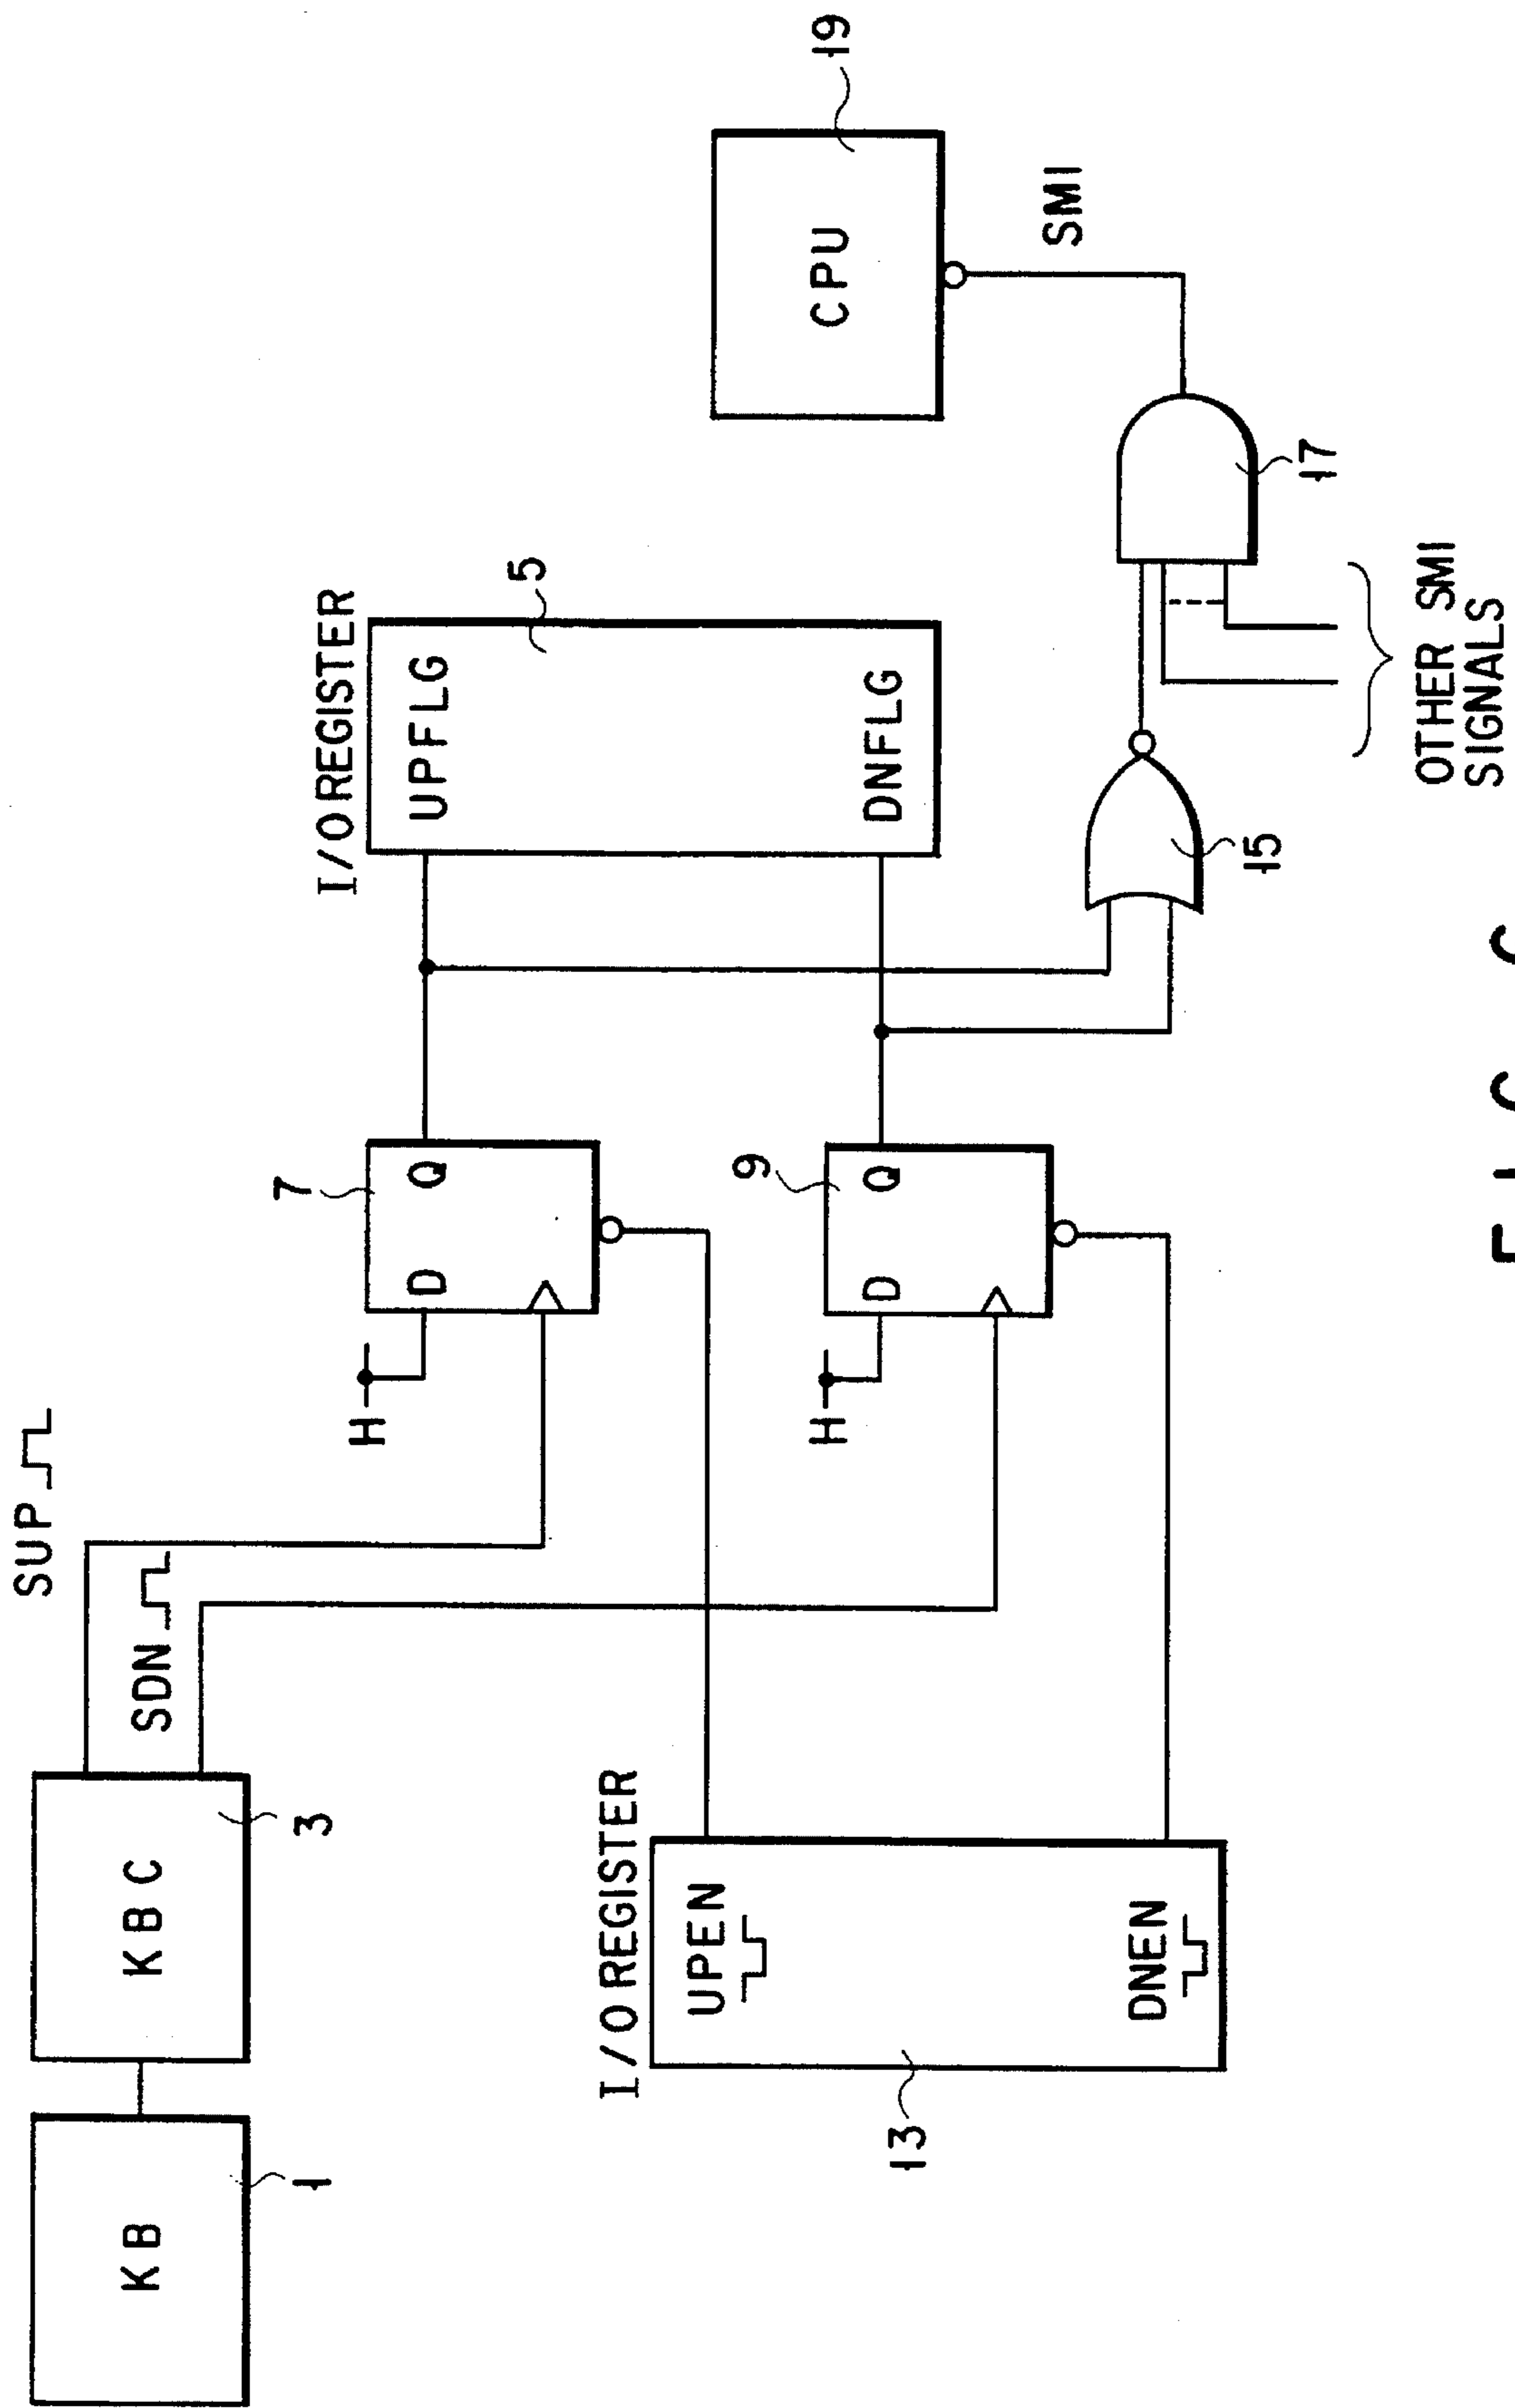 SUP
SDN
KB
1
KBC
3
H
D
Q
7
H
D
Q
9
I/O REGISTER
UPFLG
DNFLG
5
I/O REGISTER
UPEN
DNEN
13
15
17
OTHER SMI
SIGNALS
SMI
CPU
19